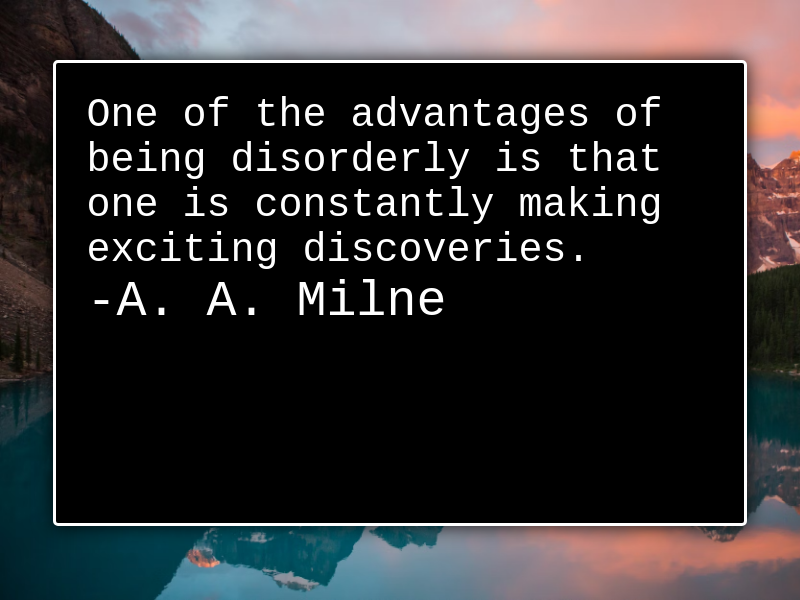 One of the advantages of
being disorderly is that
one is constantly making
exciting discoveries.
-A. A. Milne